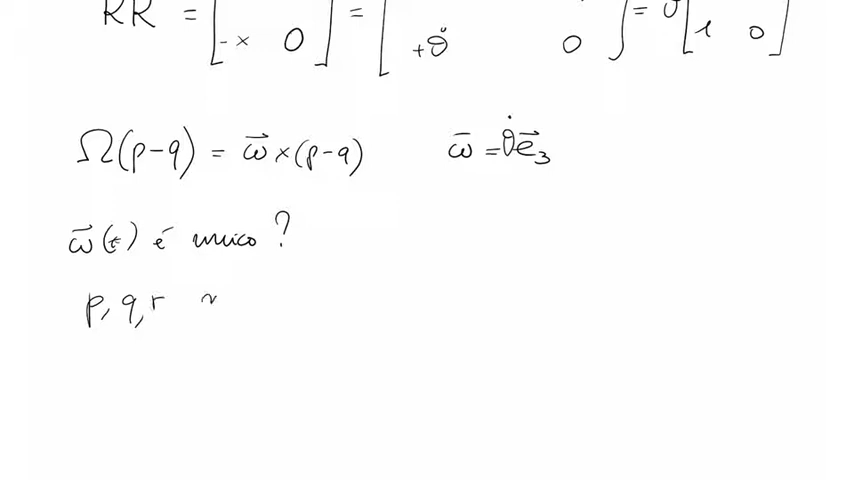 RR = [-x 0] = [+θ̇ 0] = θ̇ [1 0]
Ω(p-q) = ω⃗ × (p-q) ω̄ = θ̇ e⃗₃
ω⃗(t) é unico ?
p, q, r